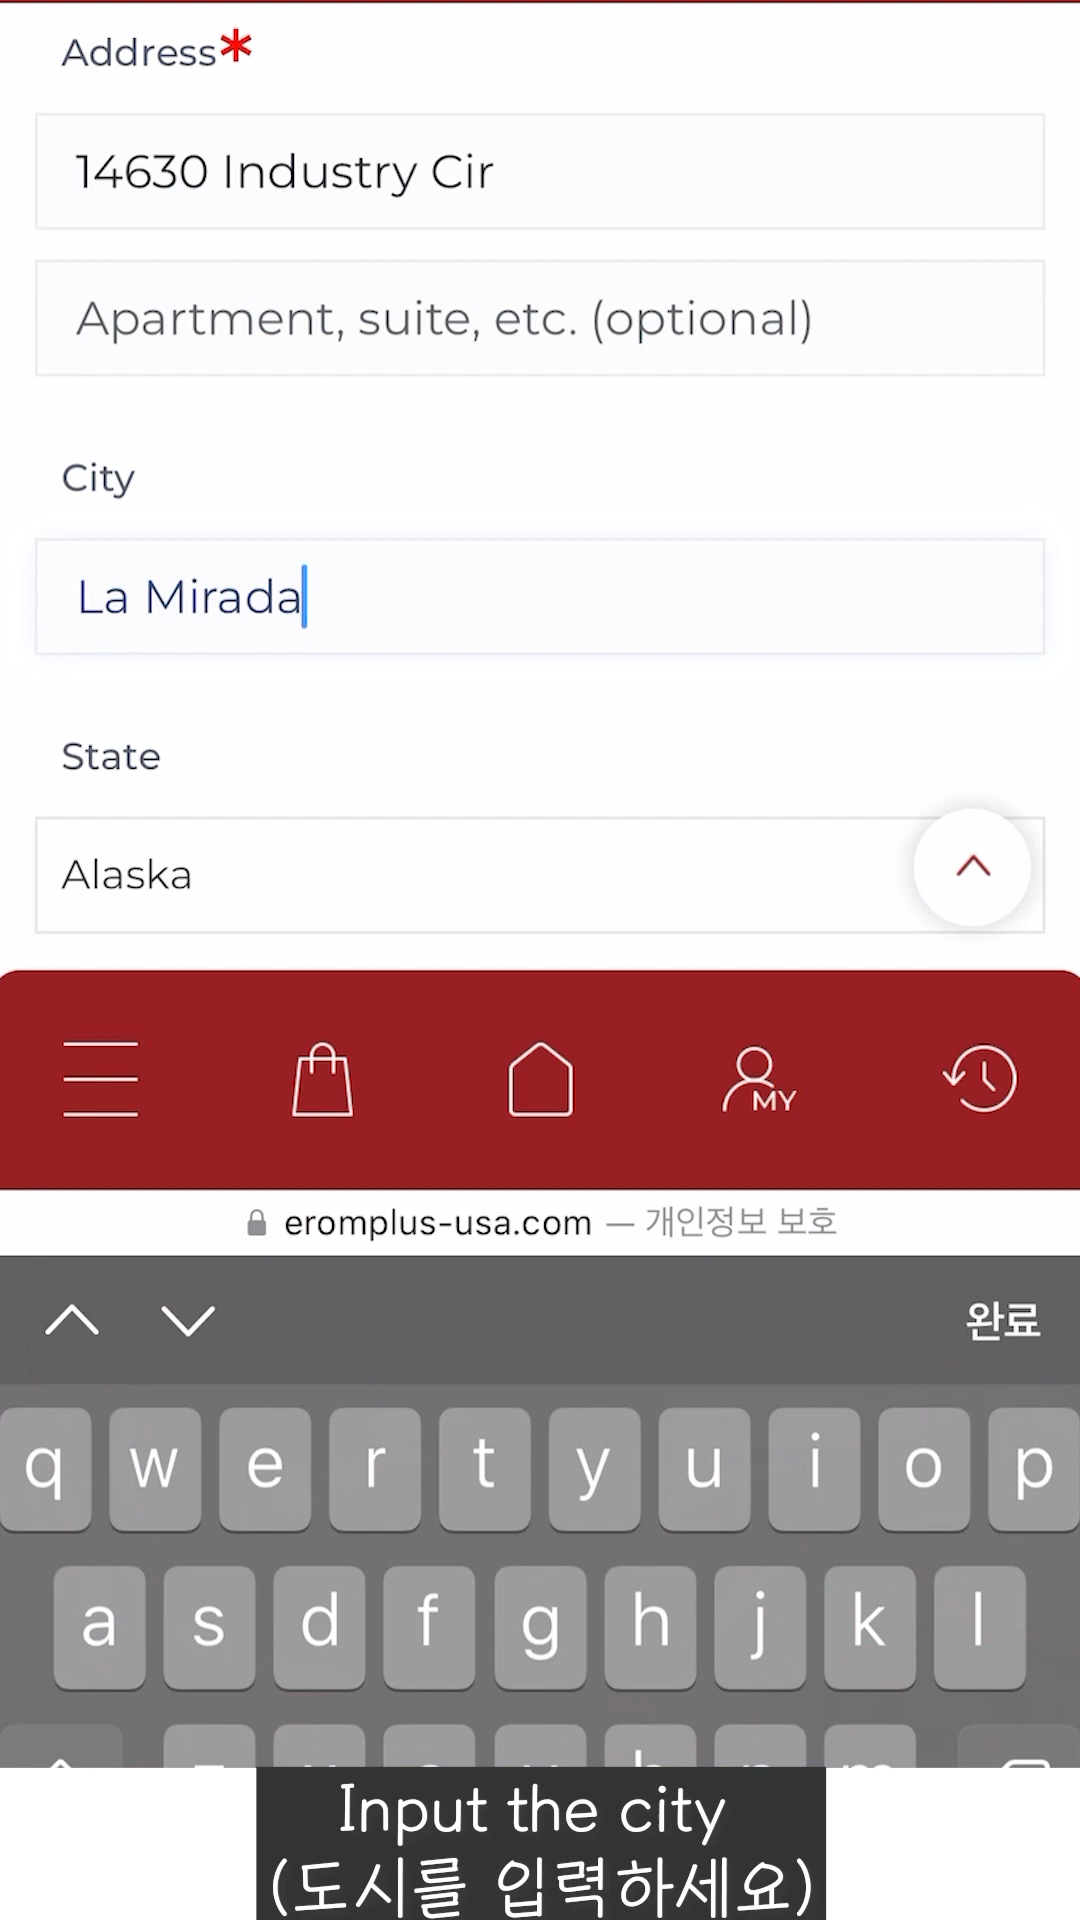 Address*
14630 Industry Cir
Apartment, suite, etc. (optional)
City
La Mirada
State
Alaska
MY
eromplus-usa.com — 개인정보 보호
완료
q w e r t y u i o p
a s d f g h j k l
Input the city
(도시를 입력하세요)